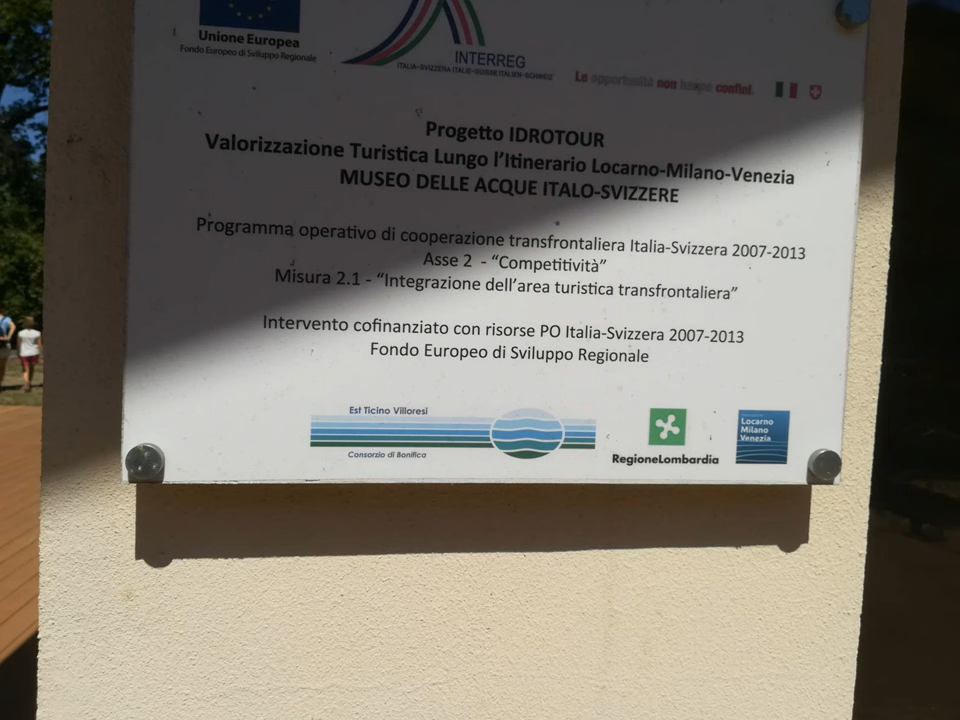 Unione Europea
Fondo Europeo di Sviluppo Regionale
INTERREG
ITALIA-SVIZZERA ITALIE-SUISSE ITALIEN-SCHWEIZ
Le opportunità non hanno confini.
Progetto IDROTOUR
Valorizzazione Turistica Lungo l'Itinerario Locarno-Milano-Venezia
MUSEO DELLE ACQUE ITALO-SVIZZERE
Programma operativo di cooperazione transfrontaliera Italia-Svizzera 2007-2013
Asse 2 - "Competitività"
Misura 2.1 - "Integrazione dell'area turistica transfrontaliera"
Intervento cofinanziato con risorse PO Italia-Svizzera 2007-2013
Fondo Europeo di Sviluppo Regionale
Est Ticino Villoresi
Consorzio di Bonifica
RegioneLombardia
Locarno
Milano
Venezia